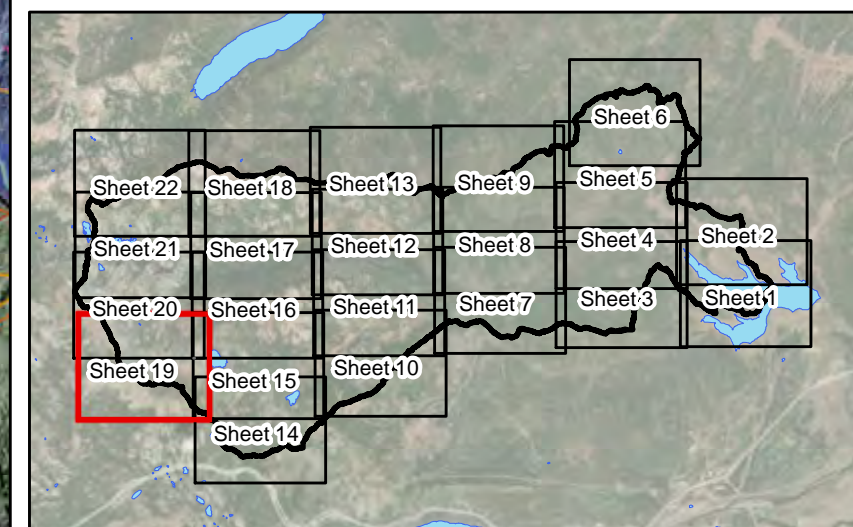 Sheet 6
Sheet 22
Sheet 18
Sheet 13
Sheet 9
Sheet 5
Sheet 21
Sheet 17
Sheet 12
Sheet 8
Sheet 4
Sheet 2
Sheet 20
Sheet 16
Sheet 11
Sheet 7
Sheet 3
Sheet 1
Sheet 19
Sheet 15
Sheet 10
Sheet 14